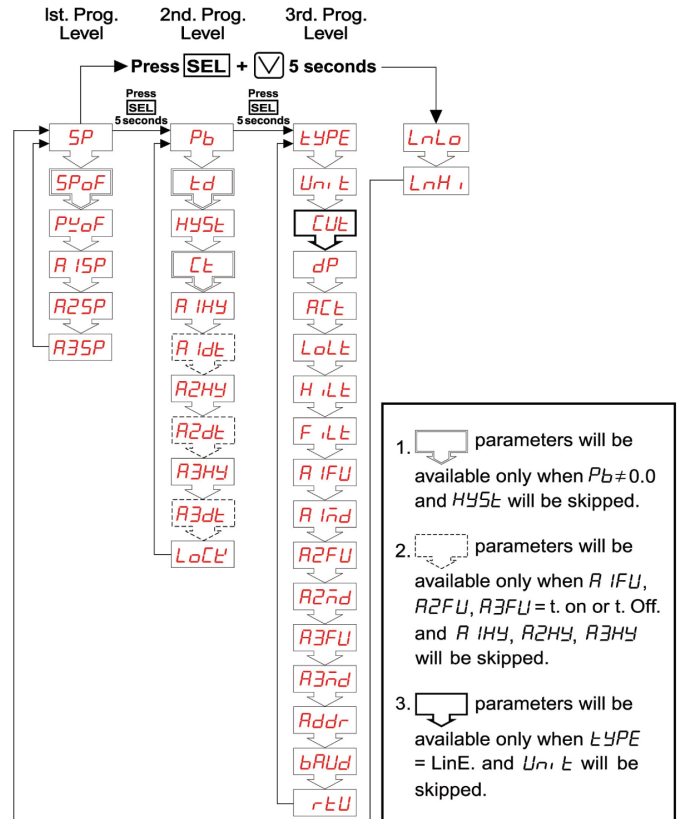 Ist. Prog. Level
2nd. Prog. Level
3rd. Prog. Level
Press SEL + 5 seconds
Press SEL 5 seconds
Press SEL 5 seconds
SP
SPoF
PVoF
A1SP
A2SP
A3SP
Pb
td
HYSt
Ct
A1HY
A1dt
A2HY
A2dt
A3HY
A3dt
LoCK
tYPE
Unit
CUt
dP
ACt
LoLt
HiLt
FiLt
A1FU
A1md
A2FU
A2md
A3FU
A3md
Addr
bAUd
rtU
LnLo
LnHi
1. parameters will be
available only when Pb≠0.0
and HYSt will be skipped.
2. parameters will be
available only when A1FU,
A2FU, A3FU = t. on or t. Off.
and A1HY, A2HY, A3HY
will be skipped.
3. parameters will be
available only when tYPE
= LinE. and Unit will be
skipped.